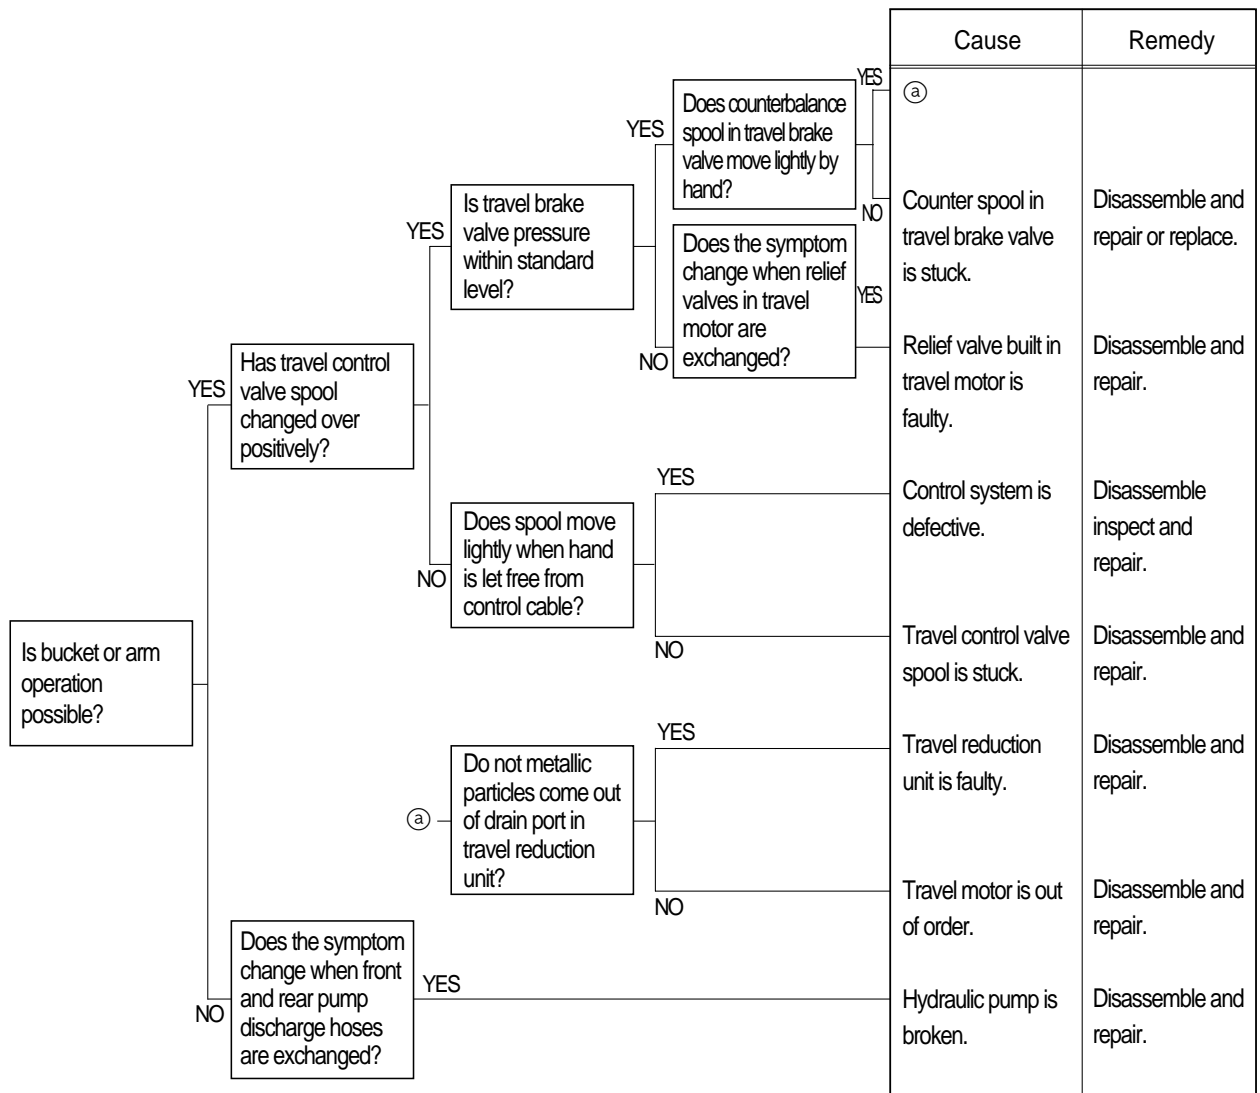 Cause
Remedy
YES
ⓐ
Does counterbalance
spool in travel brake
valve move lightly by
hand?
YES
NO
Counter spool in
travel brake valve
is stuck.
Disassemble and
repair or replace.
Is travel brake
valve pressure
within standard
level?
YES
Does the symptom
change when relief
valves in travel
motor are
exchanged?
YES
NO
Relief valve built in
travel motor is
faulty.
Disassemble and
repair.
Has travel control
valve spool
changed over
positively?
YES
YES
Control system is
defective.
Disassemble
inspect and
repair.
Does spool move
lightly when hand
is let free from
control cable?
NO
NO
Travel control valve
spool is stuck.
Disassemble and
repair.
Is bucket or arm
operation
possible?
YES
Travel reduction
unit is faulty.
Disassemble and
repair.
ⓐ
Do not metallic
particles come out
of drain port in
travel reduction
unit?
NO
Travel motor is out
of order.
Disassemble and
repair.
Does the symptom
change when front
and rear pump
discharge hoses
are exchanged?
NO
YES
Hydraulic pump is
broken.
Disassemble and
repair.